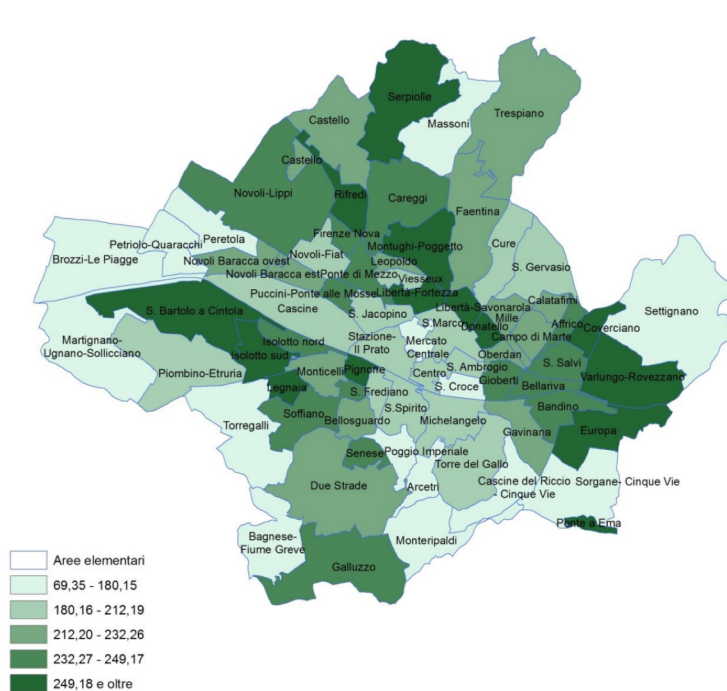 Serpiolle
Trespiano
Castello
Massoni
Castello
Novoli-Lippi
Rifredi
Careggi
Faentina
Firenze Nova
Peretola
Cure
Petriolo-Quaracchi
Montughi-Poggetto
Novoli-Fiat
Brozzi-Le Piagge
Novoli Baracca ovest
Leopoldo
S. Gervasio
Novoli Baracca est
Ponte di Mezzo
Viesseux
Settignano
Puccini-Ponte alle Mosse
Libertà-Fortezza
Calatafimi
Cascine
Libertà-Savonarola
S. Bartolo a Cintola
S. Jacopino
Mille
S.Marco
Donatello
Affrico
Coverciano
Stazione-
Il Prato
Campo di Marte
Isolotto nord
Mercato
Centrale
Martignano-
Ugnano-Sollicciano
Isolotto sud
Oberdan
S. Salvi
Monticelli
Pignone
S. Ambrogio
Piombino-Etruria
Centro
Gioberti
Varlungo-Rovezzano
Legnaia
S. Croce
Bellariva
S. Frediano
S.Spirito
Bandino
Soffiano
Torregalli
Bellosguardo
Michelangelo
Gavinana
Europa
Senese
Poggio Imperiale
Torre del Gallo
Due Strade
Arcetri
Cascine del Riccio
- Cinque Vie
Sorgane- Cinque Vie
Ponte a Ema
Bagnese-
Fiume Greve
Monteripaldi
Galluzzo
Aree elementari
69,35 - 180,15
180,16 - 212,19
212,20 - 232,26
232,27 - 249,17
249,18 e oltre